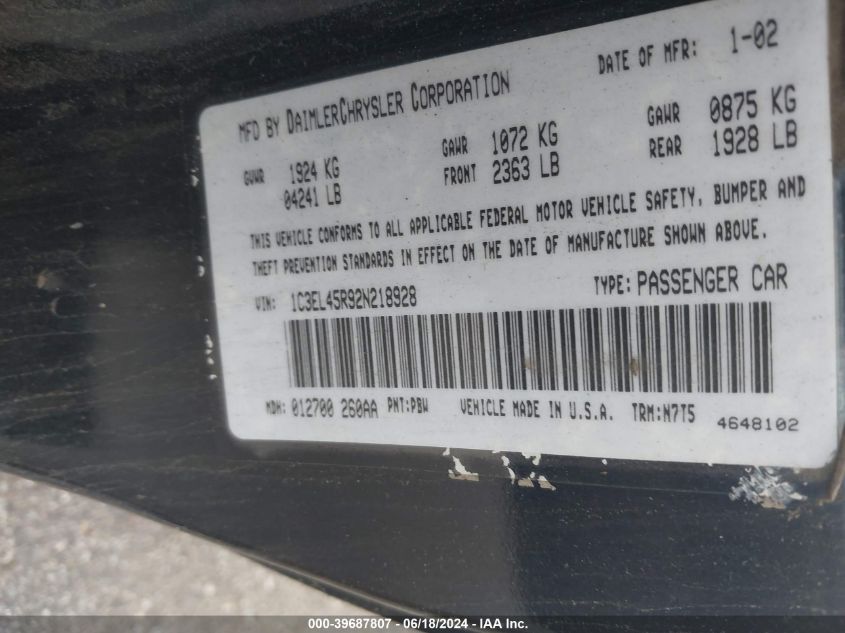 MFD BY DAIMLERCHRYSLER CORPORATION DATE OF MFR: 1-02
GVWR 1924 KG GAWR 1072 KG GAWR 0875 KG
04241 LB FRONT 2363 LB REAR 1928 LB
THIS VEHICLE CONFORMS TO ALL APPLICABLE FEDERAL MOTOR VEHICLE SAFETY, BUMPER AND
THEFT PREVENTION STANDARDS IN EFFECT ON THE DATE OF MANUFACTURE SHOWN ABOVE.
VIN: 1C3EL45R92N218928 TYPE: PASSENGER CAR
MDH: 012700 260AA PNT:PBW VEHICLE MADE IN U.S.A. TRM:N7T5 4648102
000-39687807 - 06/18/2024 - IAA Inc.